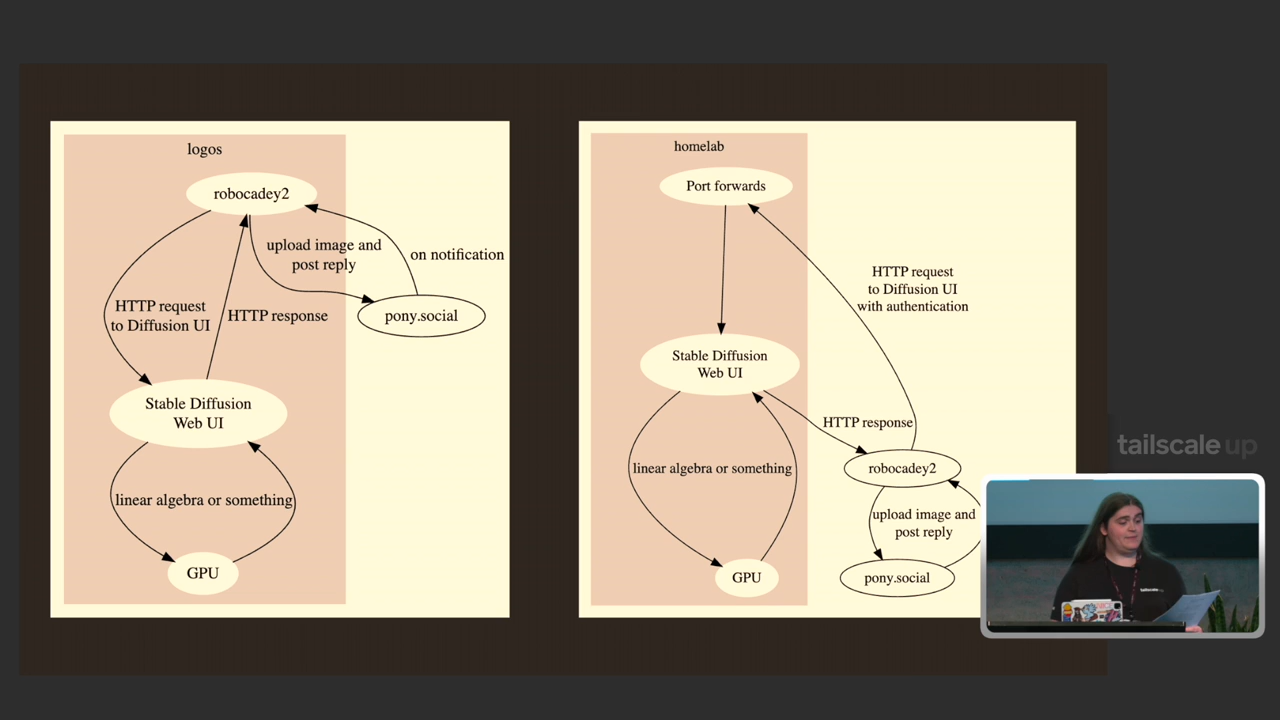 logos
robocadey2
upload image and
post reply
on notification
HTTP request
to Diffusion UI
HTTP response
pony.social
Stable Diffusion
Web UI
linear algebra or something
GPU
homelab
Port forwards
HTTP request
to Diffusion UI
with authentication
Stable Diffusion
Web UI
HTTP response
linear algebra or something
robocadey2
upload image and
post reply
GPU
pony.social
tailscale up
tailscale